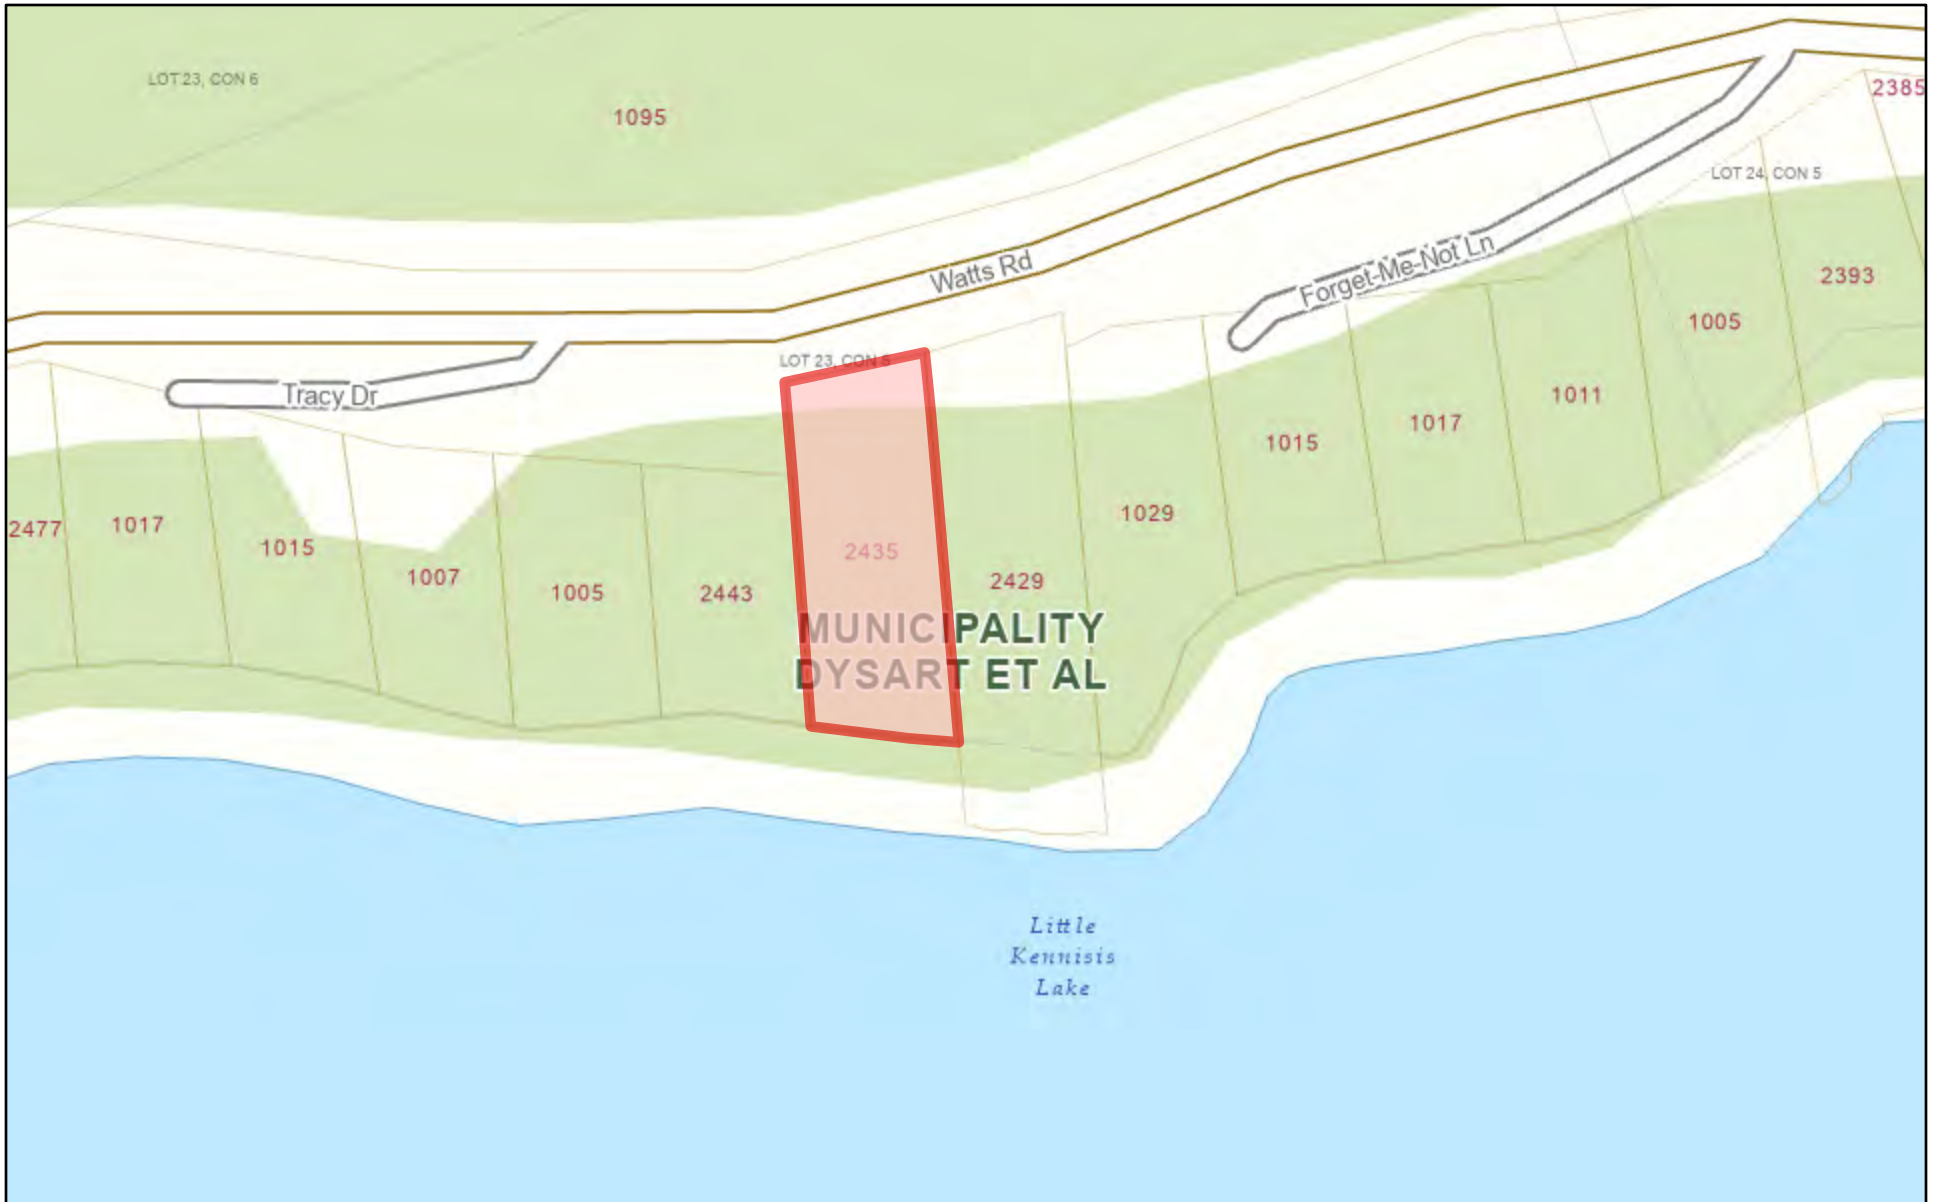 LOT 23, CON 6
1095
2385
LOT 24, CON 5
Watts Rd
Forget-Me-Not Ln
2393
1005
LOT 23, CON 5
Tracy Dr
1011
1017
1015
1029
2477
1017
1015
1007
1005
2443
2435
2429
MUNICIPALITY
DYSART ET AL
Little
Kennisis
Lake